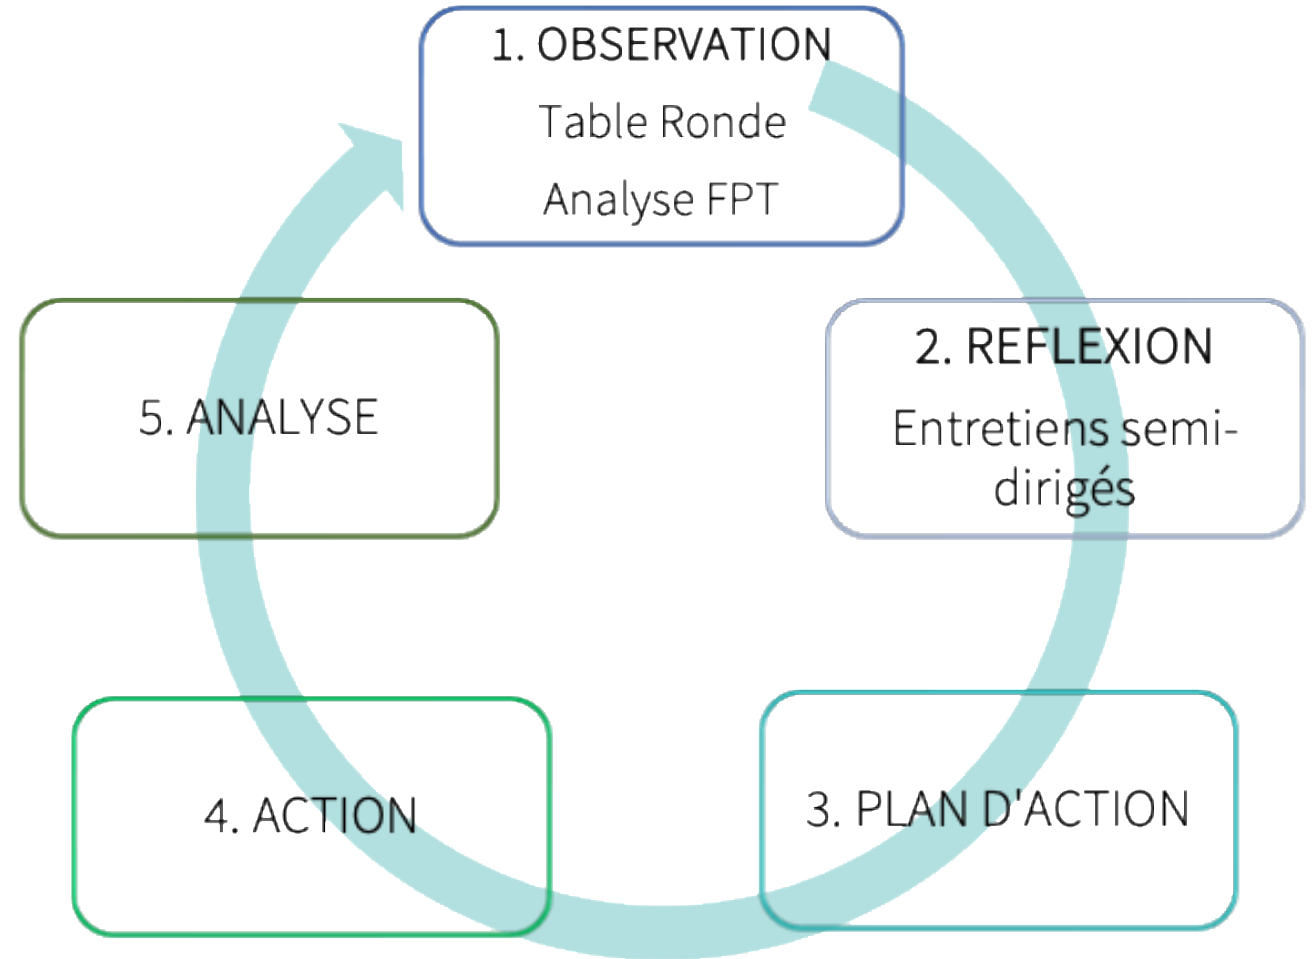 1. OBSERVATION
Table Ronde
Analyse FPT
2. REFLEXION
Entretiens semi-
dirigés
3. PLAN D'ACTION
4. ACTION
5. ANALYSE